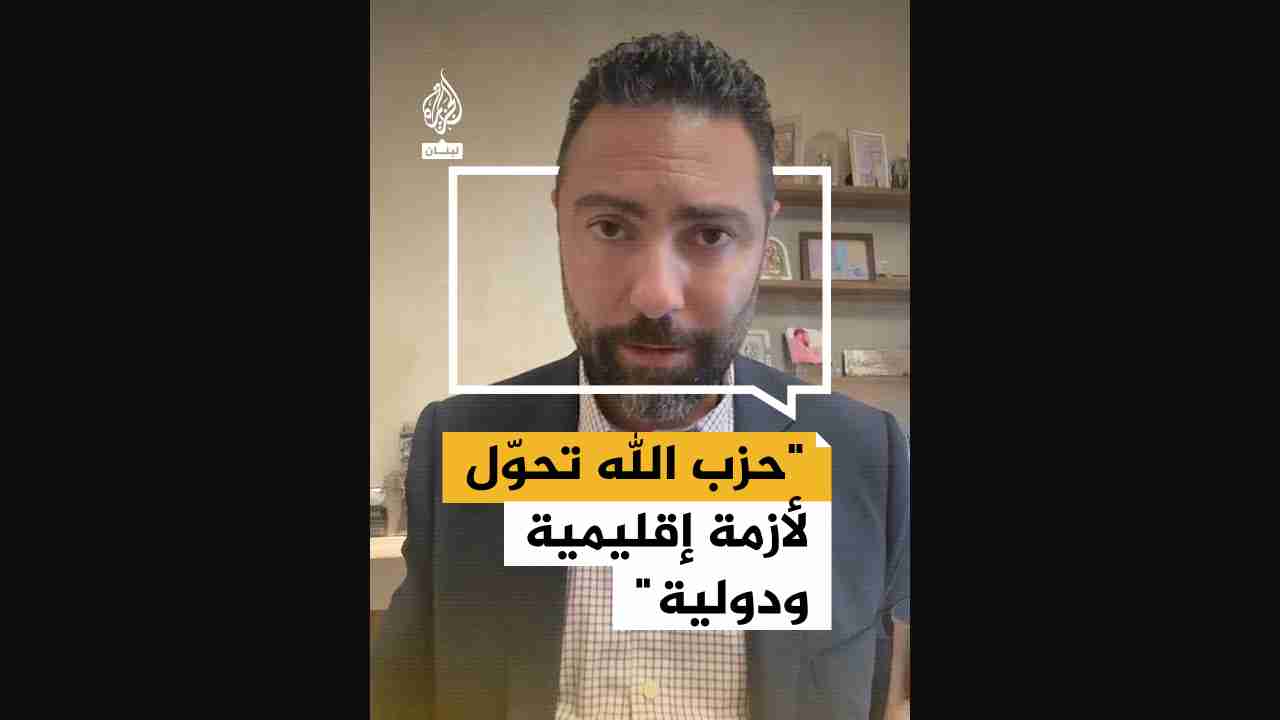 الجزيرة
لبنان
"حزب الله تحوّل
لأزمة إقليمية
ودولية"